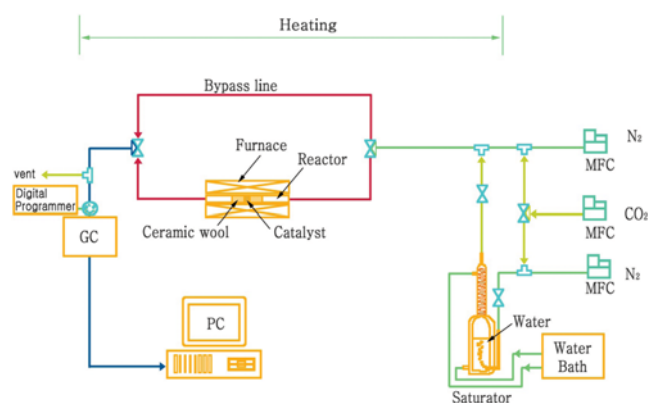 Heating
Bypass line
N₂
MFC
Furnace
Reactor
vent
Digital
Programmer
GC
Ceramic wool
Catalyst
CO₂
MFC
N₂
MFC
PC
Water
Water
Bath
Saturator